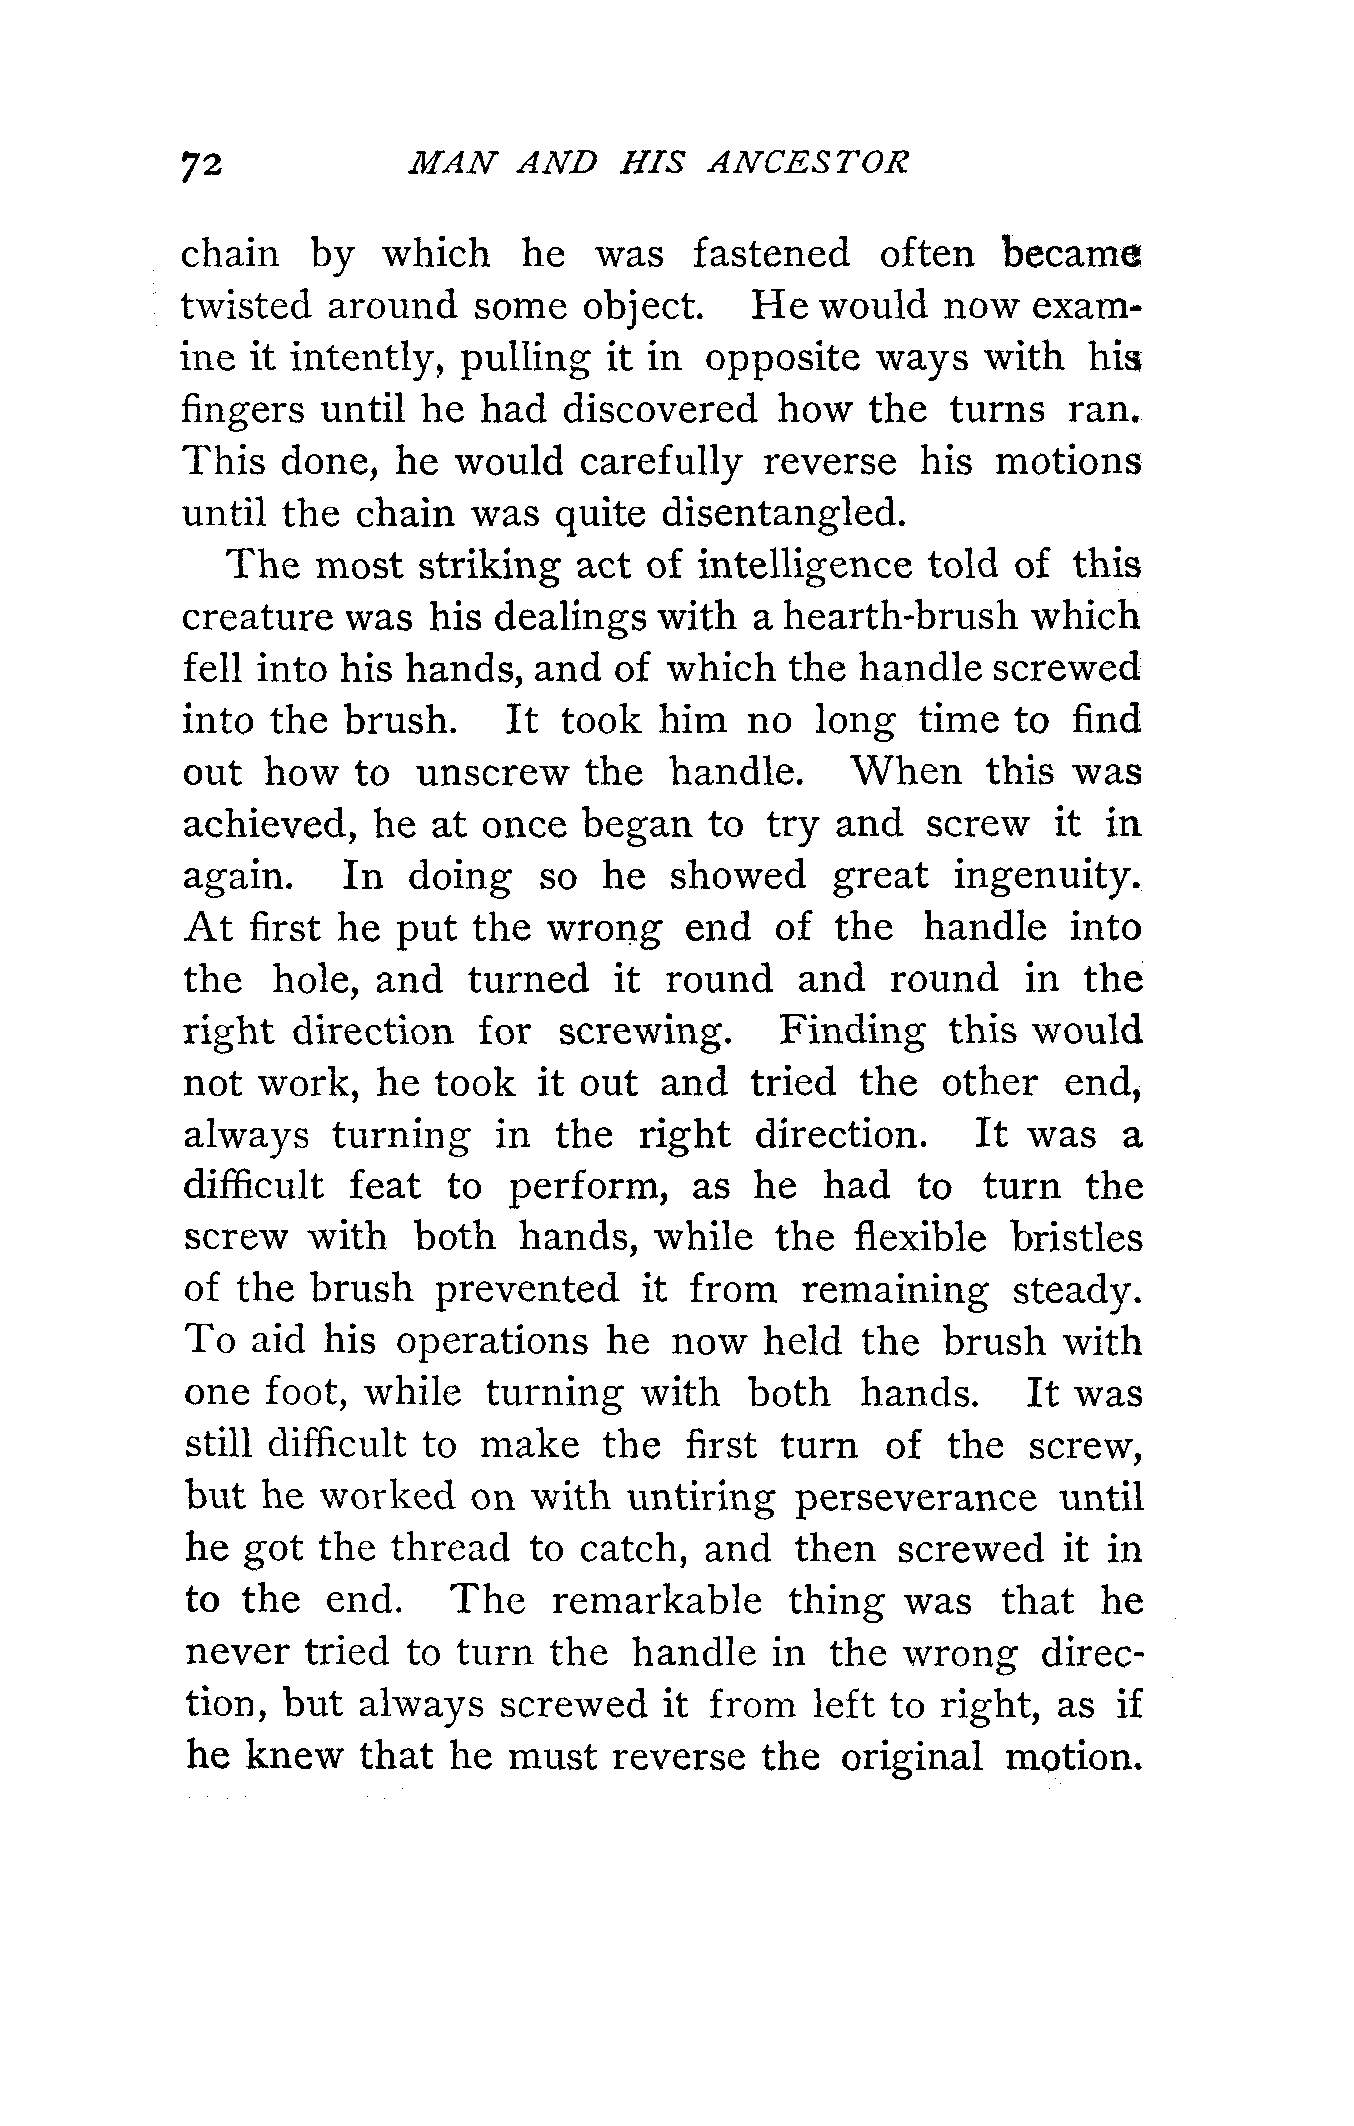 72 MAN AND HIS ANCESTOR
chain by which he was fastened often became
twisted around some object. He would now exam-
ine it intently, pulling it in opposite ways with his
fingers until he had discovered how the turns ran.
This done, he would carefully reverse his motions
until the chain was quite disentangled.
The most striking act of intelligence told of this
creature was his dealings with a hearth-brush which
fell into his hands, and of which the handle screwed
into the brush. It took him no long time to find
out how to unscrew the handle. When this was
achieved, he at once began to try and screw it in
again. In doing so he showed great ingenuity.
At first he put the wrong end of the handle into
the hole, and turned it round and round in the
right direction for screwing. Finding this would
not work, he took it out and tried the other end,
always turning in the right direction. It was a
difficult feat to perform, as he had to turn the
screw with both hands, while the flexible bristles
of the brush prevented it from remaining steady.
To aid his operations he now held the brush with
one foot, while turning with both hands. It was
still difficult to make the first turn of the screw,
but he worked on with untiring perseverance until
he got the thread to catch, and then screwed it in
to the end. The remarkable thing was that he
never tried to turn the handle in the wrong direc-
tion, but always screwed it from left to right, as if
he knew that he must reverse the original motion.